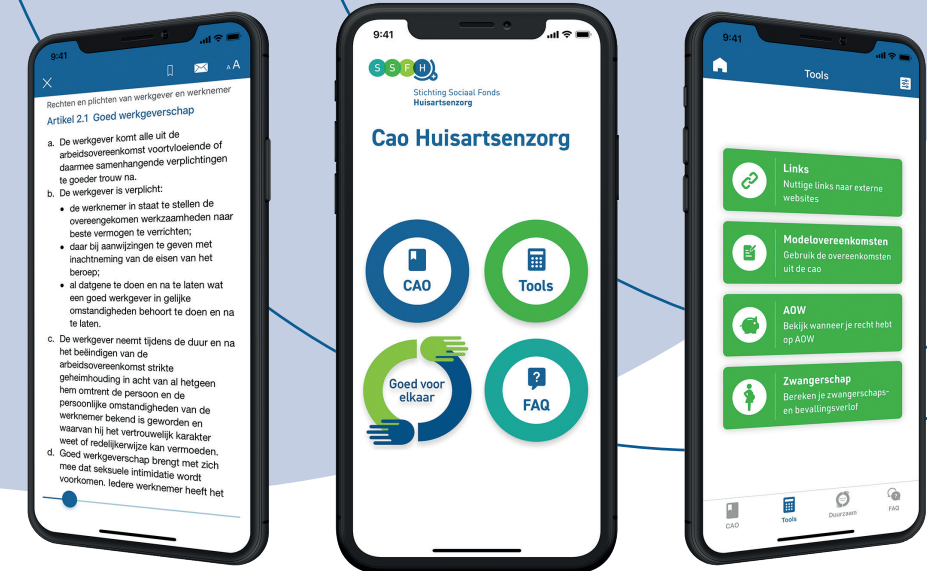 9:41
AA
Rechten en plichten van werkgever en werknemer
Artikel 2.1 Goed werkgeverschap
a. De werkgever komt alle uit de
arbeidsovereenkomst voortvloeiende of
daarmee samenhangende verplichtingen
te goeder trouw na.
b. De werkgever is verplicht:
• de werknemer in staat te stellen de
overeengekomen werkzaamheden naar
beste vermogen te verrichten;
• daar bij aanwijzingen te geven met
inachtneming van de eisen van het
beroep;
• al datgene te doen en na te laten wat
een goed werkgever in gelijke
omstandigheden behoort te doen en na
te laten.
c. De werkgever neemt tijdens de duur en na
het beëindigen van de
arbeidsovereenkomst strikte
geheimhouding in acht van al hetgeen
hem omtrent de persoon en de
persoonlijke omstandigheden van de
werknemer bekend is geworden en
waarvan hij het vertrouwelijk karakter
weet of redelijkerwijze kan vermoeden.
d. Goed werkgeverschap brengt met zich
mee dat seksuele intimidatie wordt
voorkomen. Iedere werknemer heeft het
9:41
SSFH
Stichting Sociaal Fonds
Huisartsenzorg
Cao Huisartsenzorg
CAO
Tools
Goed voor
elkaar
?
FAQ
9:41
Tools
Links
Nuttige links naar externe
websites
Modelovereenkomsten
Gebruik de overeenkomsten
uit de cao
AOW
Bekijk wanneer je recht hebt
op AOW
Zwangerschap
Bereken je zwangerschaps-
en bevallingsverlof
CAO
Tools
Duurzaam
FAQ